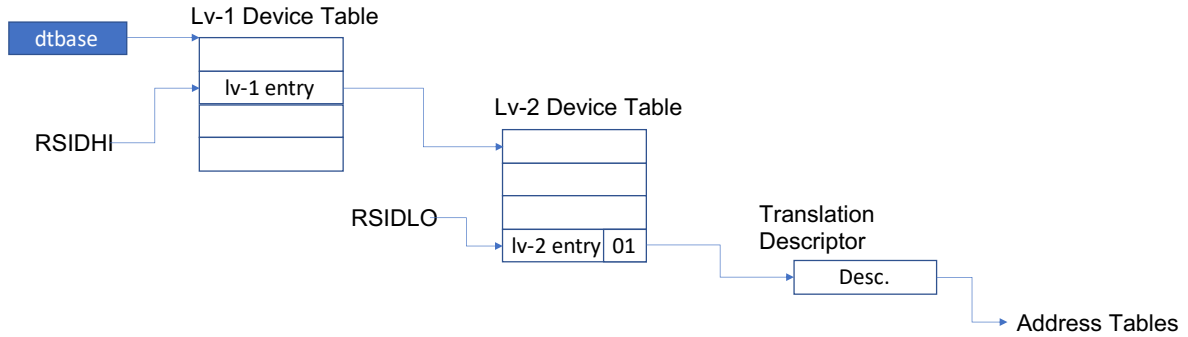 Lv-1 Device Table
dtbase
lv-1 entry
Lv-2 Device Table
RSIDHI
RSIDLO
Translation
Descriptor
lv-2 entry 01
Desc.
Address Tables